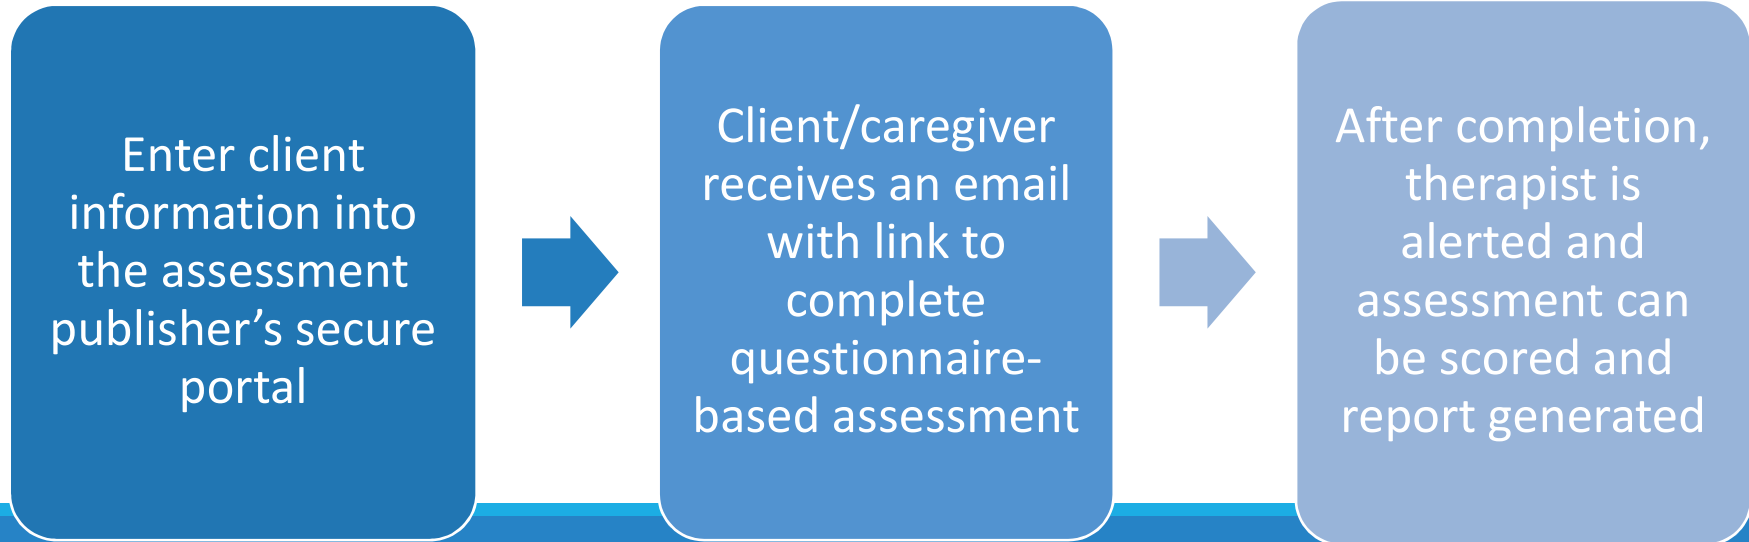 Enter client
information into
the assessment
publisher’s secure
portal
Client/caregiver
receives an email
with link to
complete
questionnaire-
based assessment
After completion,
therapist is
alerted and
assessment can
be scored and
report generated